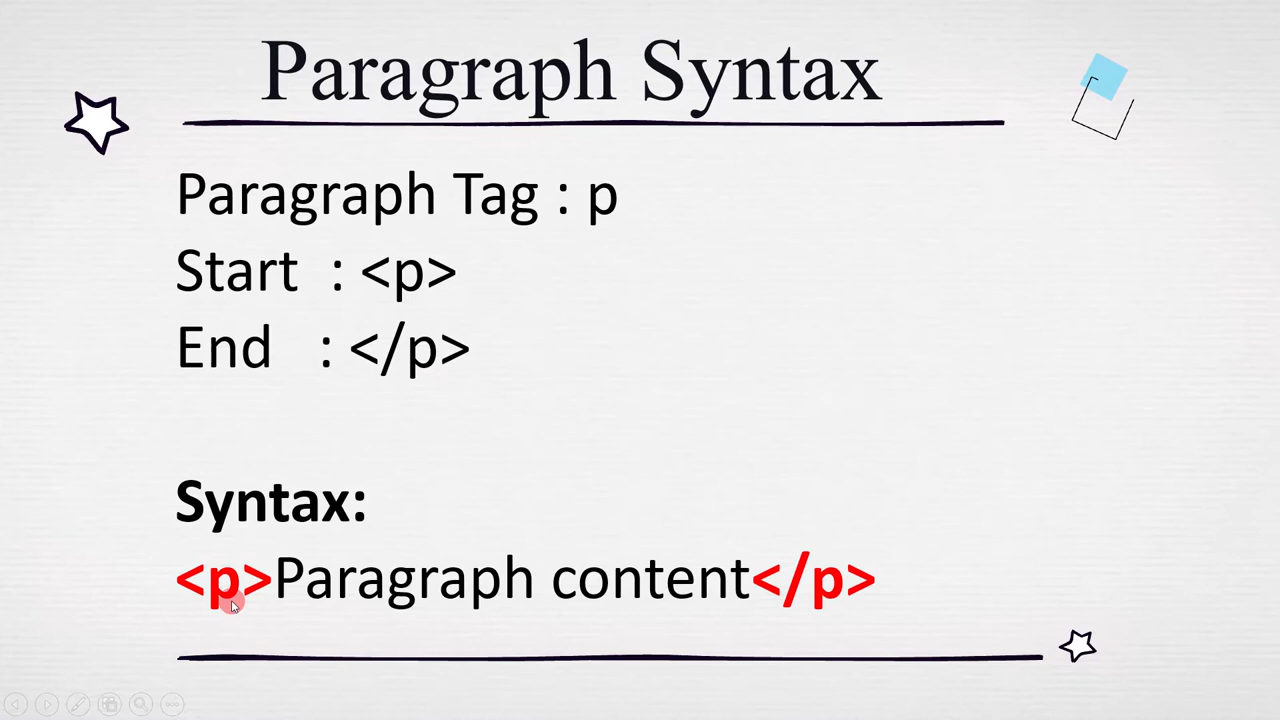 Paragraph Syntax
Paragraph Tag : p
Start : <p>
End : </p>
Syntax:
<p>Paragraph content</p>